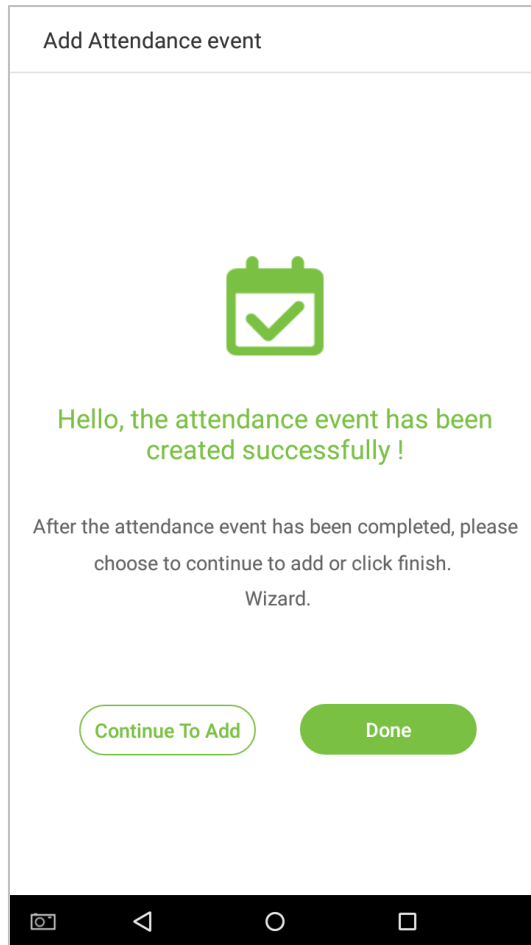 Add Attendance event
Hello, the attendance event has been
created successfully !
After the attendance event has been completed, please
choose to continue to add or click finish.
Wizard.
Continue To Add
Done